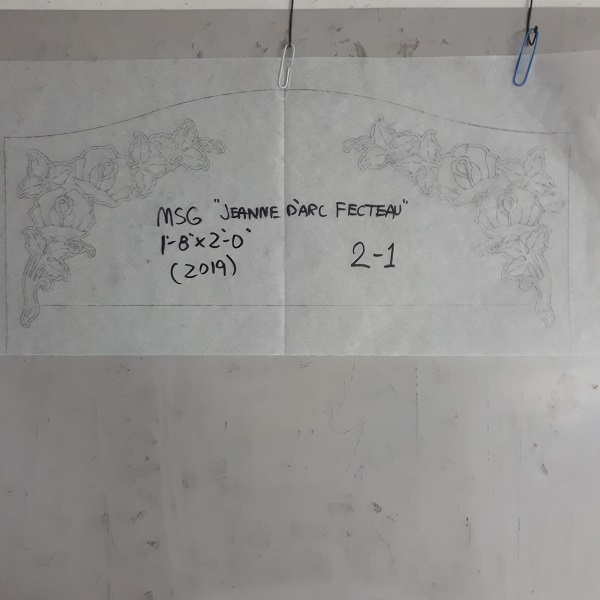 MSG "JEANNE D'ARC FECTEAU"
1'-8"x2'-0"
(2019)
2-1